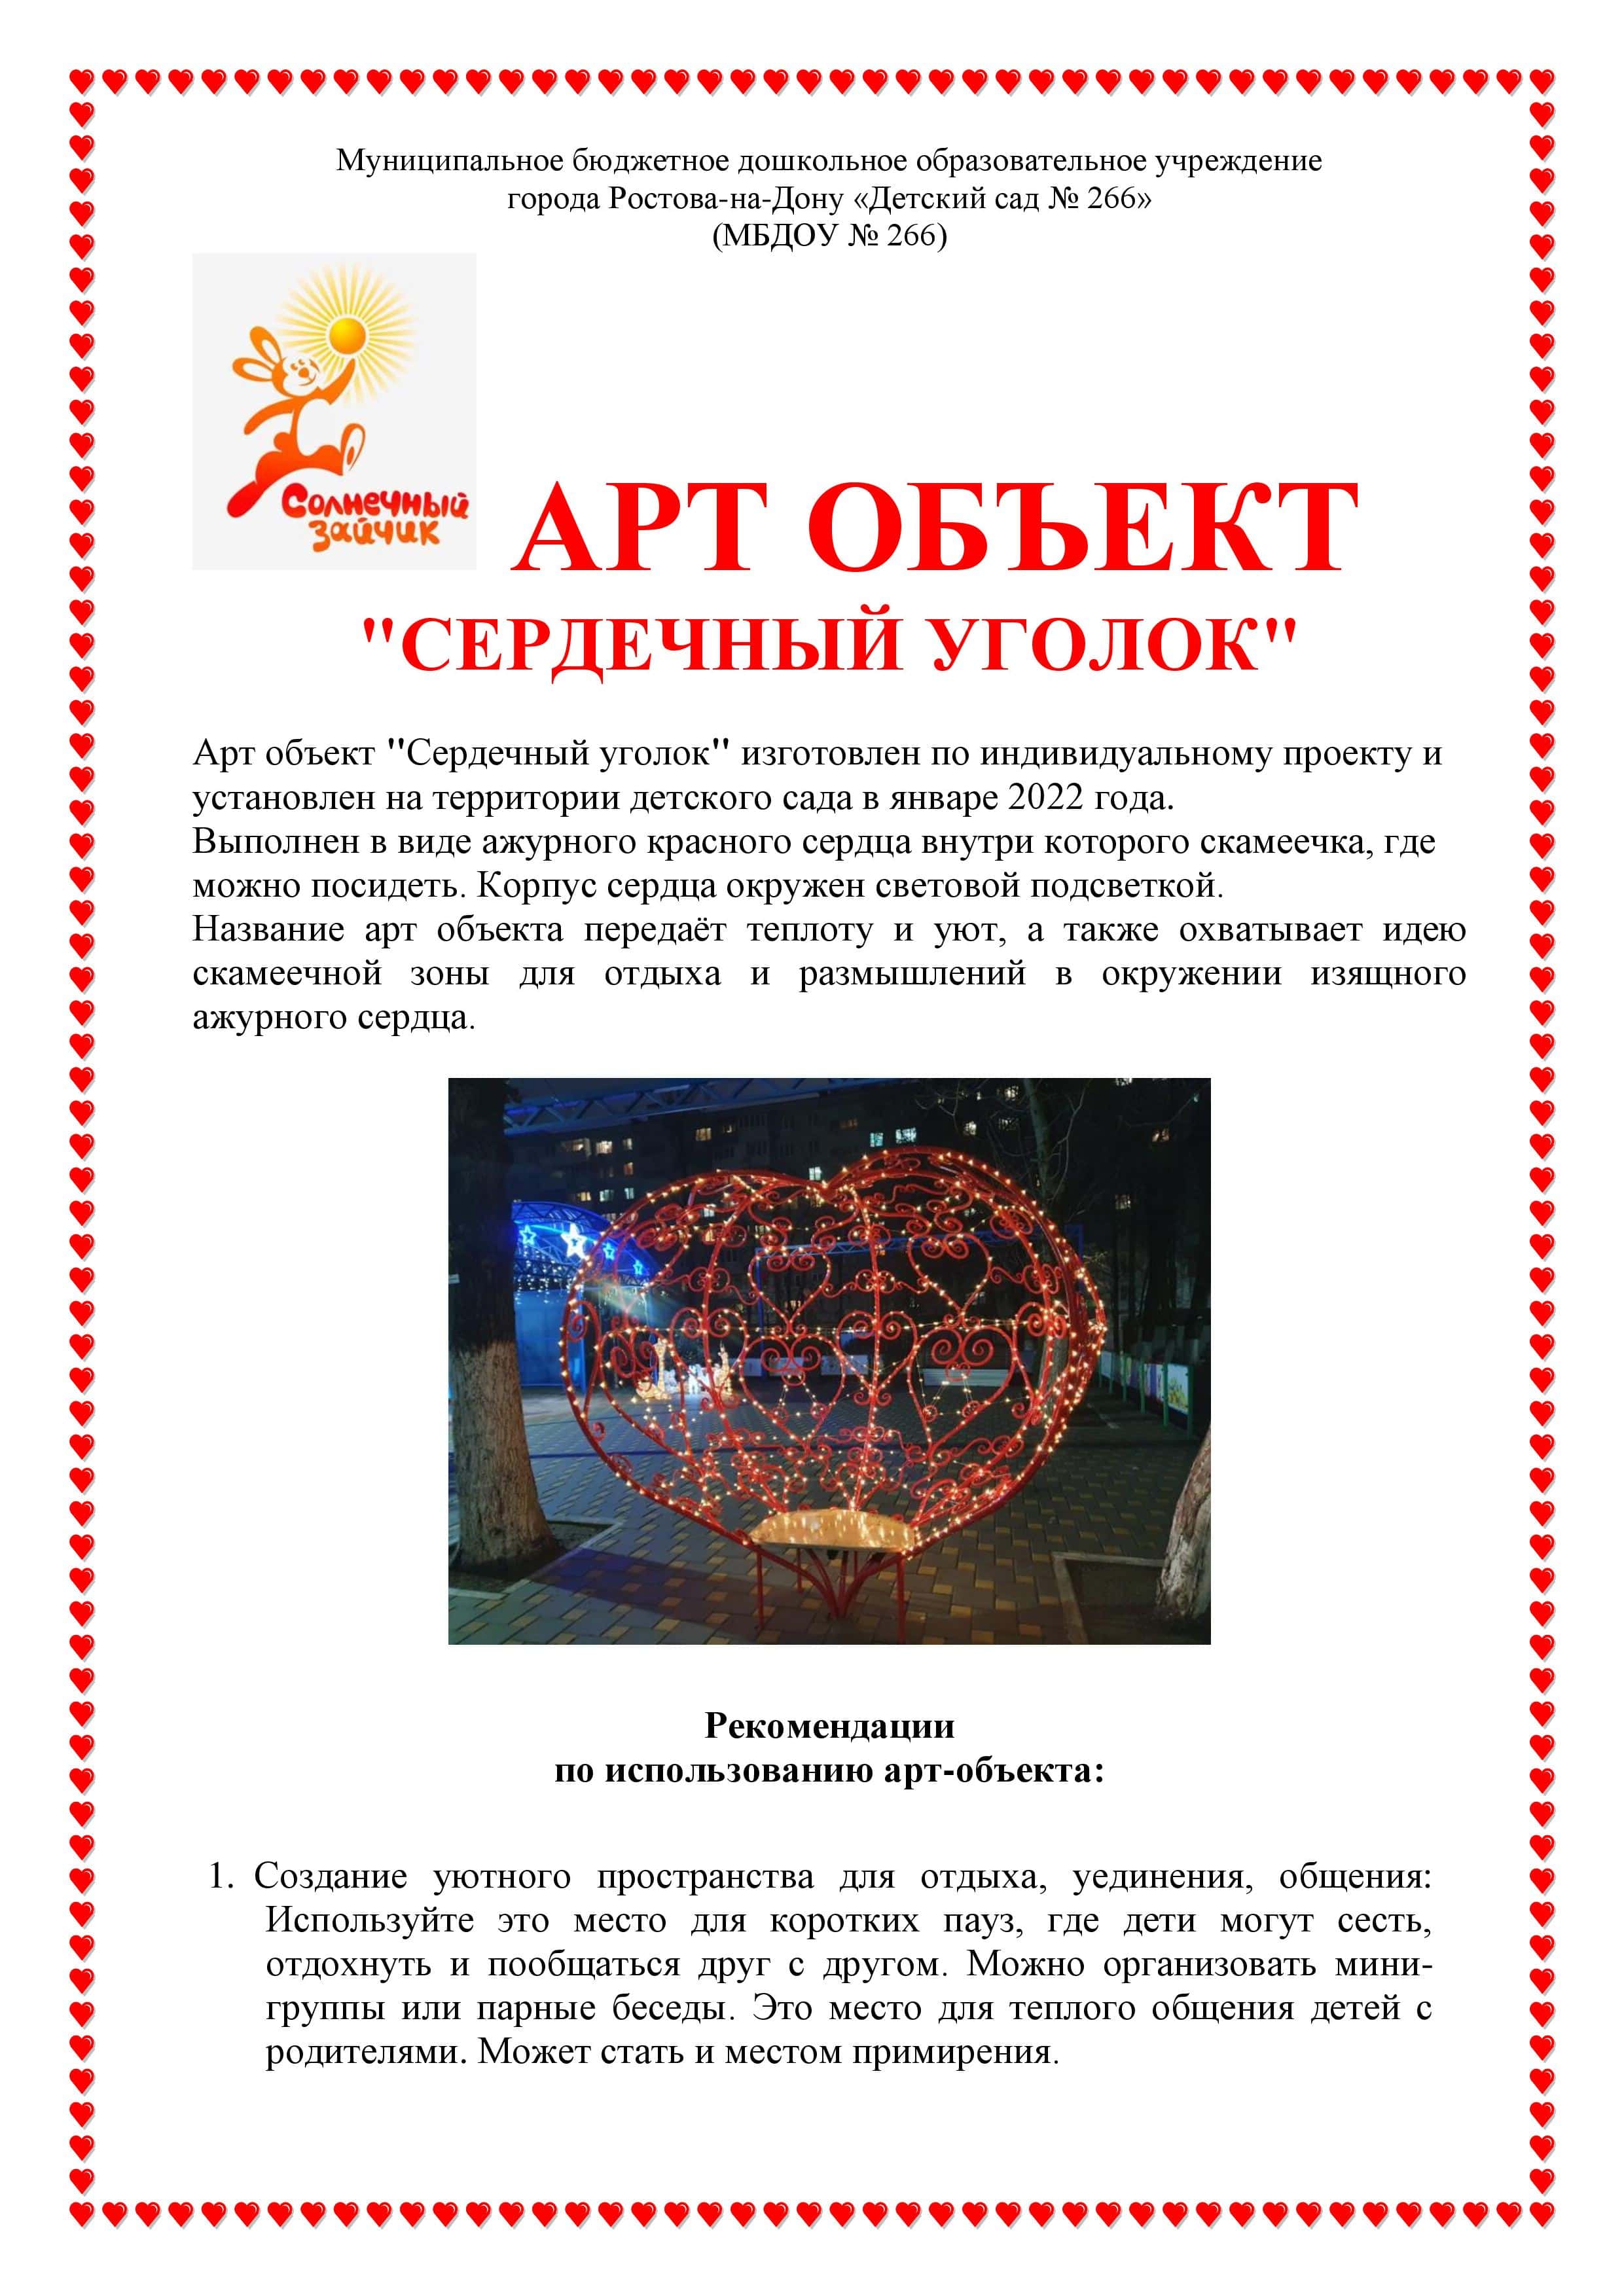 Муниципальное бюджетное дошкольное образовательное учреждение
города Ростова-на-Дону «Детский сад № 266»
(МБДОУ № 266)
Солнечный
зайчик
АРТ ОБЪЕКТ
"СЕРДЕЧНЫЙ УГОЛОК"
Арт объект "Сердечный уголок" изготовлен по индивидуальному проекту и
установлен на территории детского сада в январе 2022 года.
Выполнен в виде ажурного красного сердца внутри которого скамеечка, где
можно посидеть. Корпус сердца окружен световой подсветкой.
Название арт объекта передаёт теплоту и уют, а также охватывает идею
скамеечной зоны для отдыха и размышлений в окружении изящного
ажурного сердца.
Рекомендации
по использованию арт-объекта:
1. Создание уютного пространства для отдыха, уединения, общения:
Используйте это место для коротких пауз, где дети могут сесть,
отдохнуть и пообщаться друг с другом. Можно организовать мини-
группы или парные беседы. Это место для теплого общения детей с
родителями. Может стать и местом примирения.